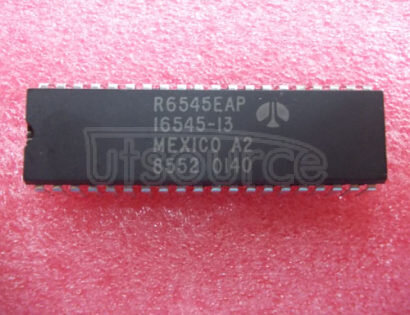 R6545EAP
16545-13
MEXICO A2
8552 0140
Utsource